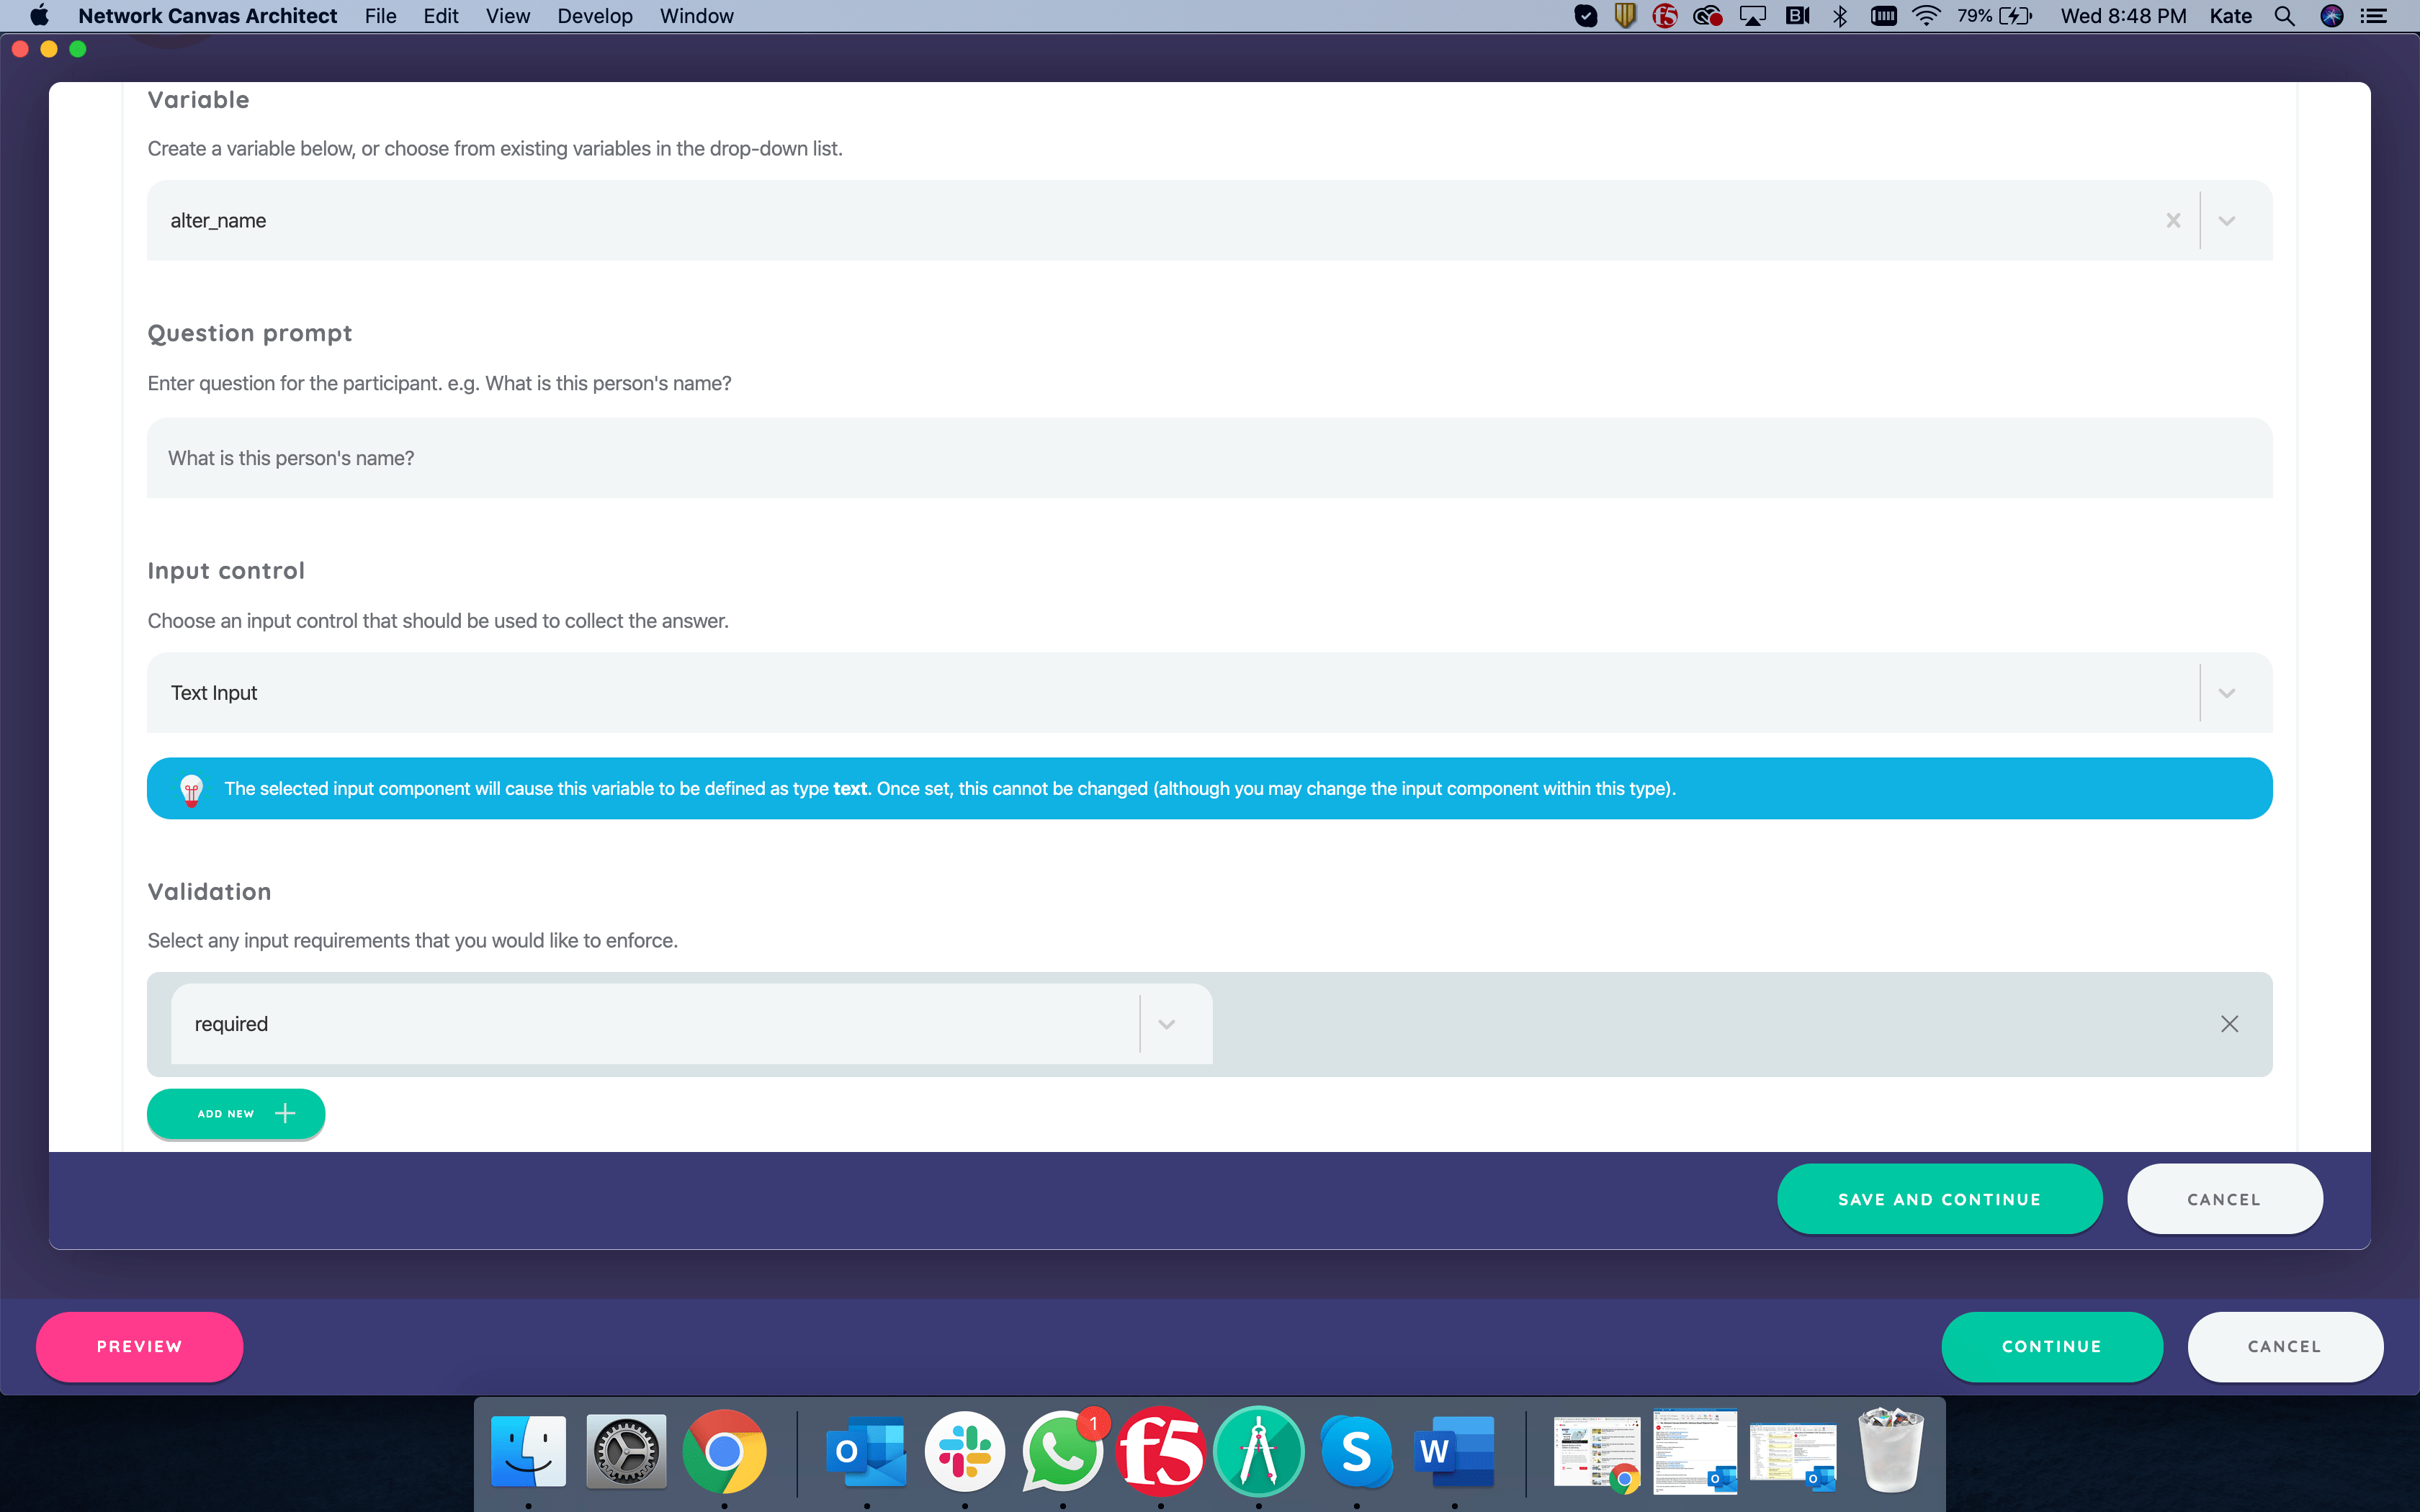 Network Canvas Architect File Edit View Develop Window 79% Wed 8:48 PM Kate
Variable
Create a variable below, or choose from existing variables in the drop-down list.
alter_name
Question prompt
Enter question for the participant. e.g. What is this person's name?
What is this person's name?
Input control
Choose an input control that should be used to collect the answer.
Text Input
The selected input component will cause this variable to be defined as type text. Once set, this cannot be changed (although you may change the input component within this type).
Validation
Select any input requirements that you would like to enforce.
required
ADD NEW
SAVE AND CONTINUE CANCEL
PREVIEW CONTINUE CANCEL
1
O f5 S W